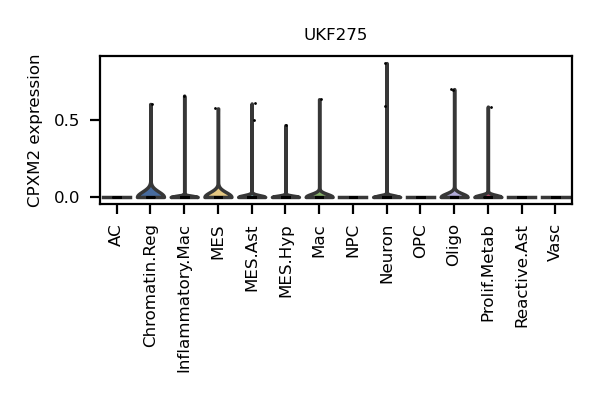 UKF275
CPXM2 expression
0.5
0.0
AC
Chromatin.Reg
Inflammatory.Mac
MES
MES.Ast
MES.Hyp
Mac
NPC
Neuron
OPC
Oligo
Prolif.Metab
Reactive.Ast
Vasc